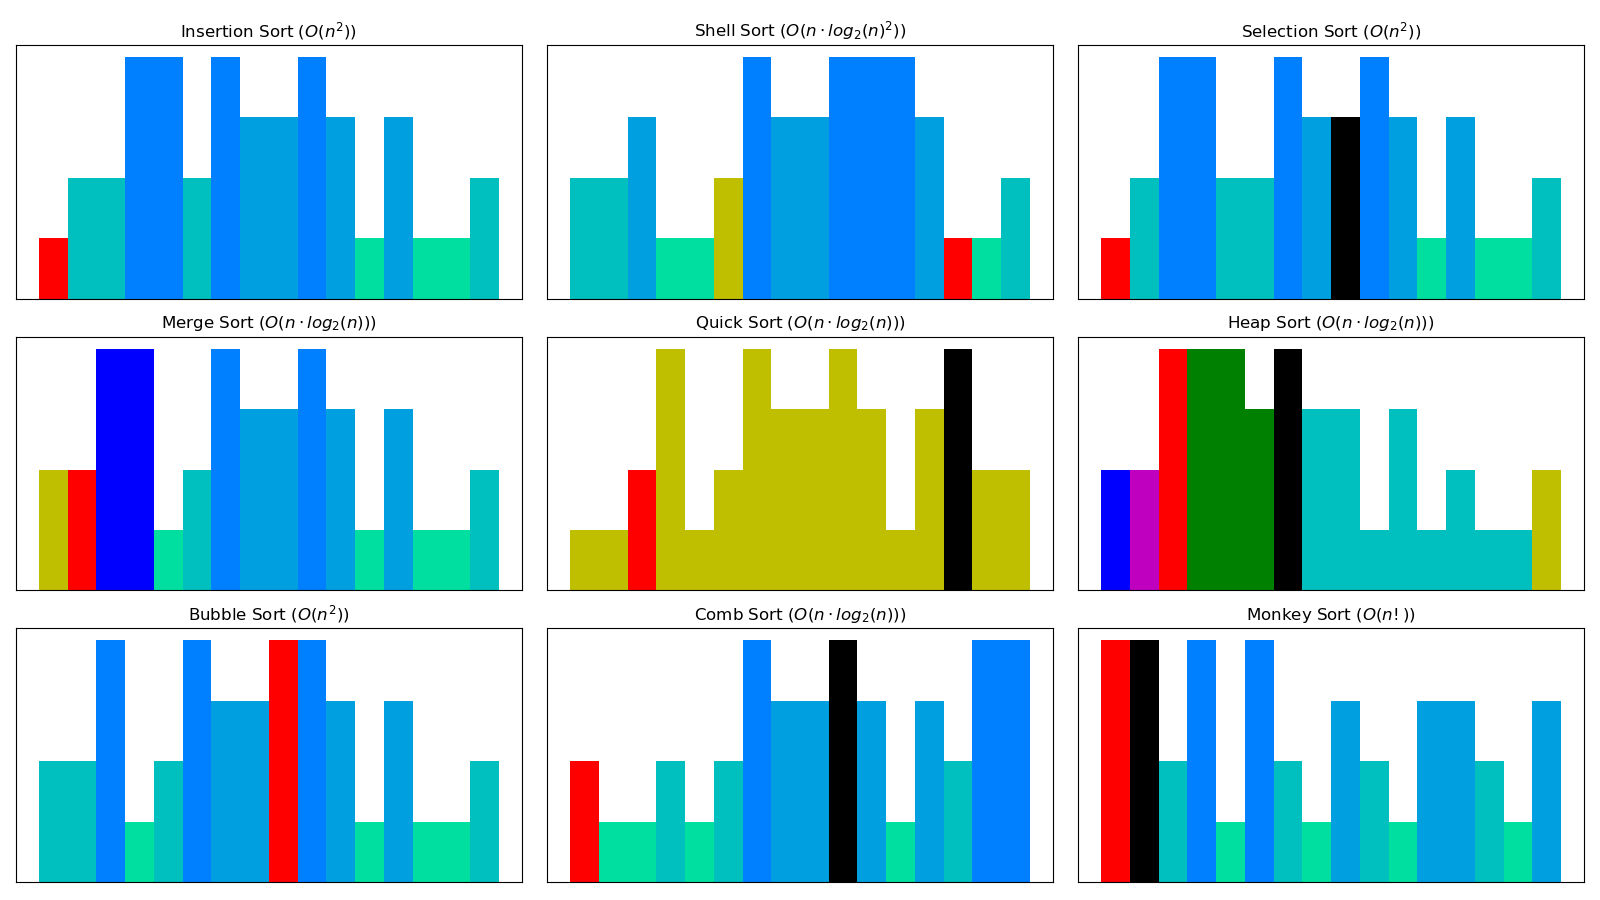 Insertion Sort (O(n²))
Shell Sort (O(n · log₂(n)²))
Selection Sort (O(n²))
Merge Sort (O(n · log₂(n)))
Quick Sort (O(n · log₂(n)))
Heap Sort (O(n · log₂(n)))
Bubble Sort (O(n²))
Comb Sort (O(n · log₂(n)))
Monkey Sort (O(n! ))